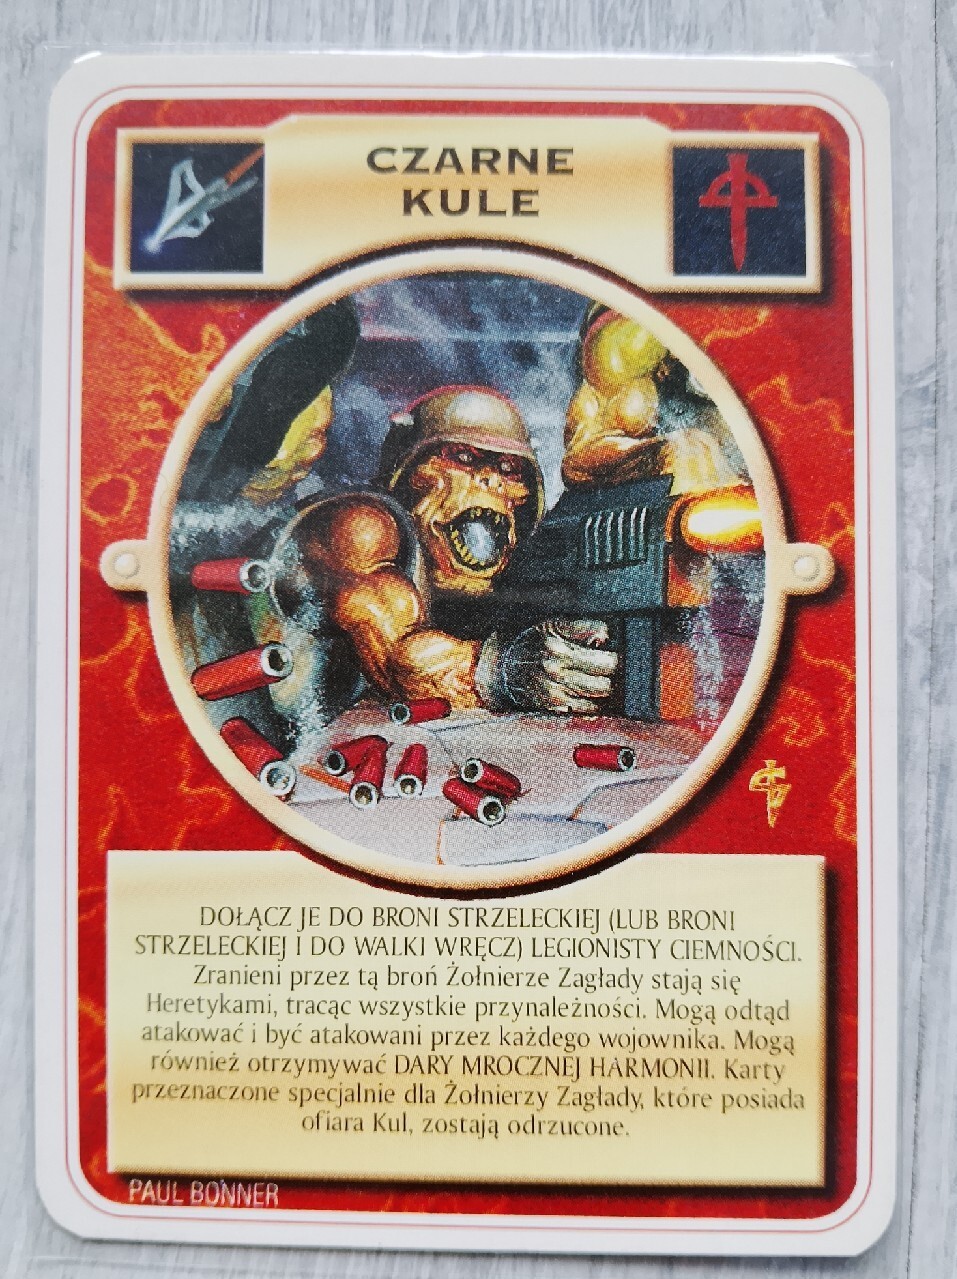 CZARNE
KULE
DOŁĄCZ JE DO BRONI STRZELECKIEJ (LUB BRONI
STRZELECKIEJ I DO WALKI WRĘCZ) LEGIONISTY CIEMNOŚCI.
Zranieni przez tą broń Żołnierze Zagłady stają się
Heretykami, tracąc wszystkie przynależności. Mogą odtąd
atakować i być atakowani przez każdego wojownika. Mogą
również otrzymywać DARY MROCZNEJ HARMONII. Karty
przeznaczone specjalnie dla Żołnierzy Zagłady, które posiada
ofiara Kul, zostają odrzucone.
PAUL BONNER